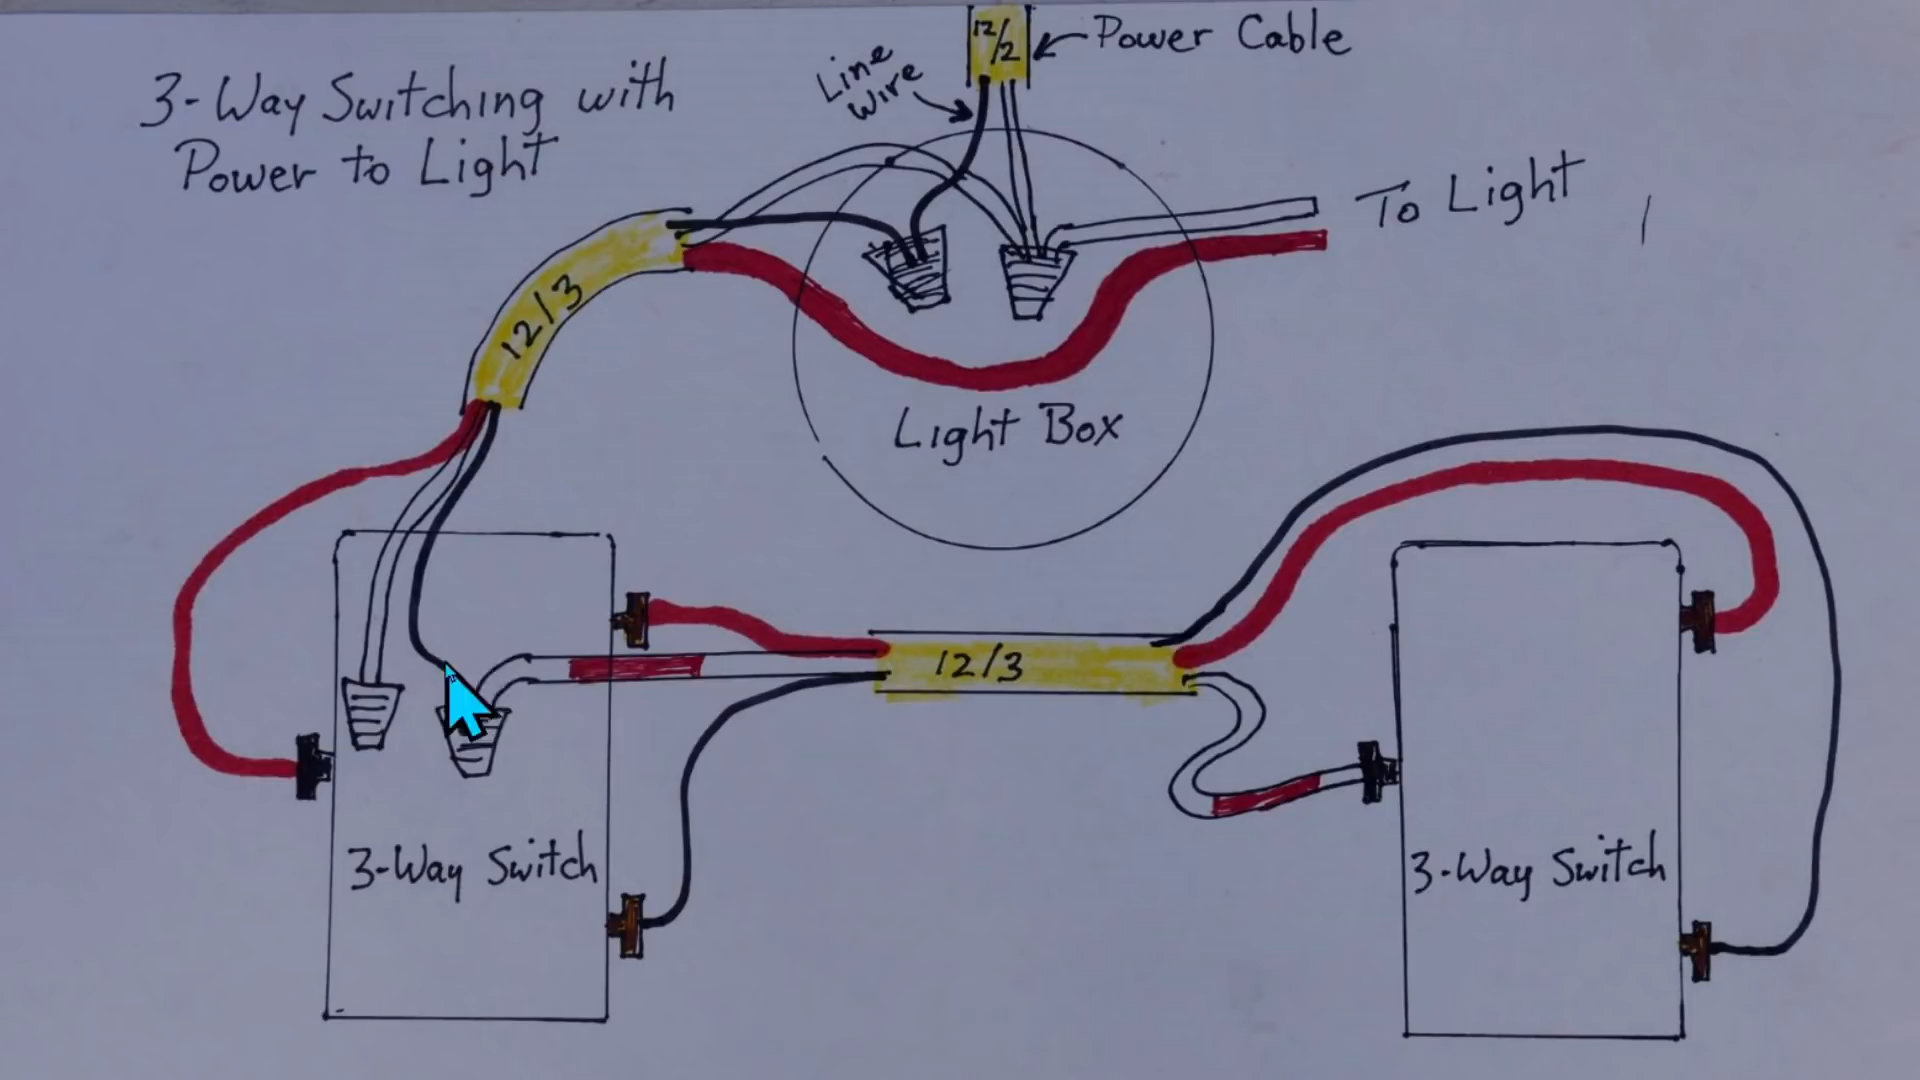 12/2
Power Cable
Line
Wire
3-Way Switching with
Power to Light
To Light
12/3
Light Box
12/3
3-Way Switch
3-Way Switch